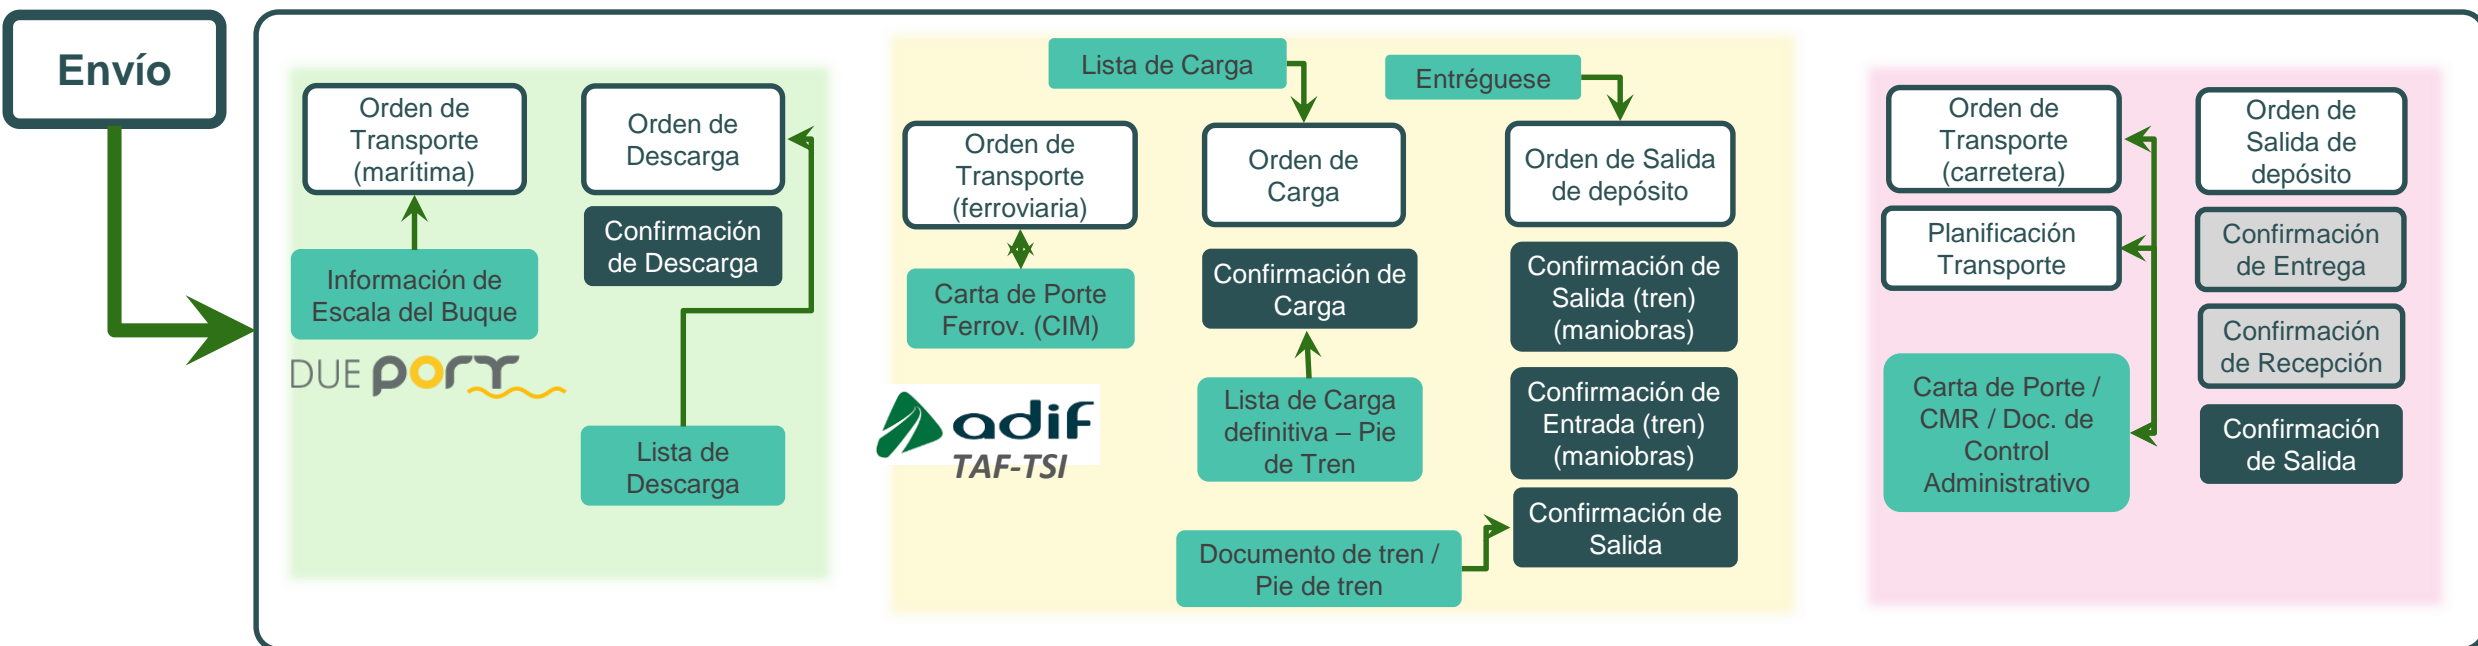 Envío
Orden de
Transporte
(marítima)
Información de
Escala del Buque
DUE PORT
Orden de
Descarga
Confirmación
de Descarga
Lista de
Descarga
Lista de Carga
Entréguese
Orden de
Transporte
(ferroviaria)
Carta de Porte
Ferrov. (CIM)
adif
TAF-TSI
Orden de
Carga
Confirmación de
Carga
Lista de Carga
definitiva – Pie
de Tren
Documento de tren /
Pie de tren
Orden de Salida
de depósito
Confirmación de
Salida (tren)
(maniobras)
Confirmación de
Entrada (tren)
(maniobras)
Confirmación de
Salida
Orden de
Transporte
(carretera)
Planificación
Transporte
Carta de Porte /
CMR / Doc. de
Control
Administrativo
Orden de
Salida de
depósito
Confirmación
de Entrega
Confirmación
de Recepción
Confirmación
de Salida